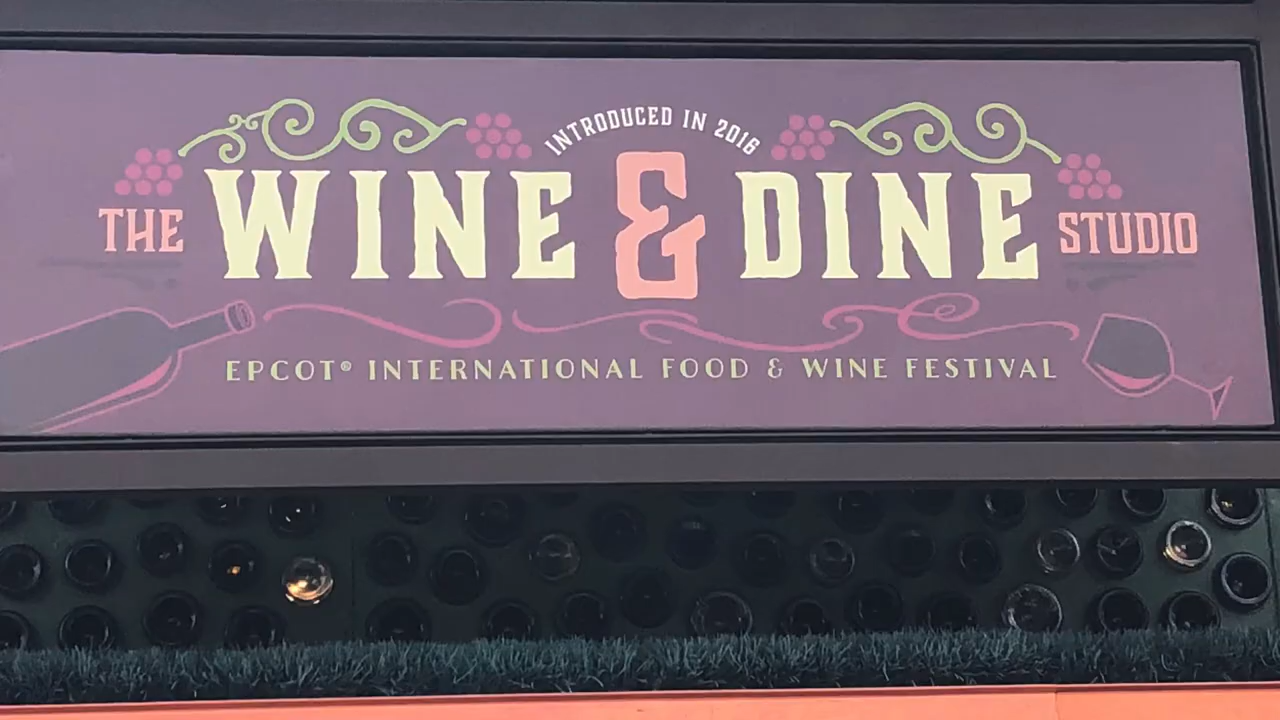 INTRODUCED IN 2016
THE WINE & DINE STUDIO
EPCOT® INTERNATIONAL FOOD & WINE FESTIVAL